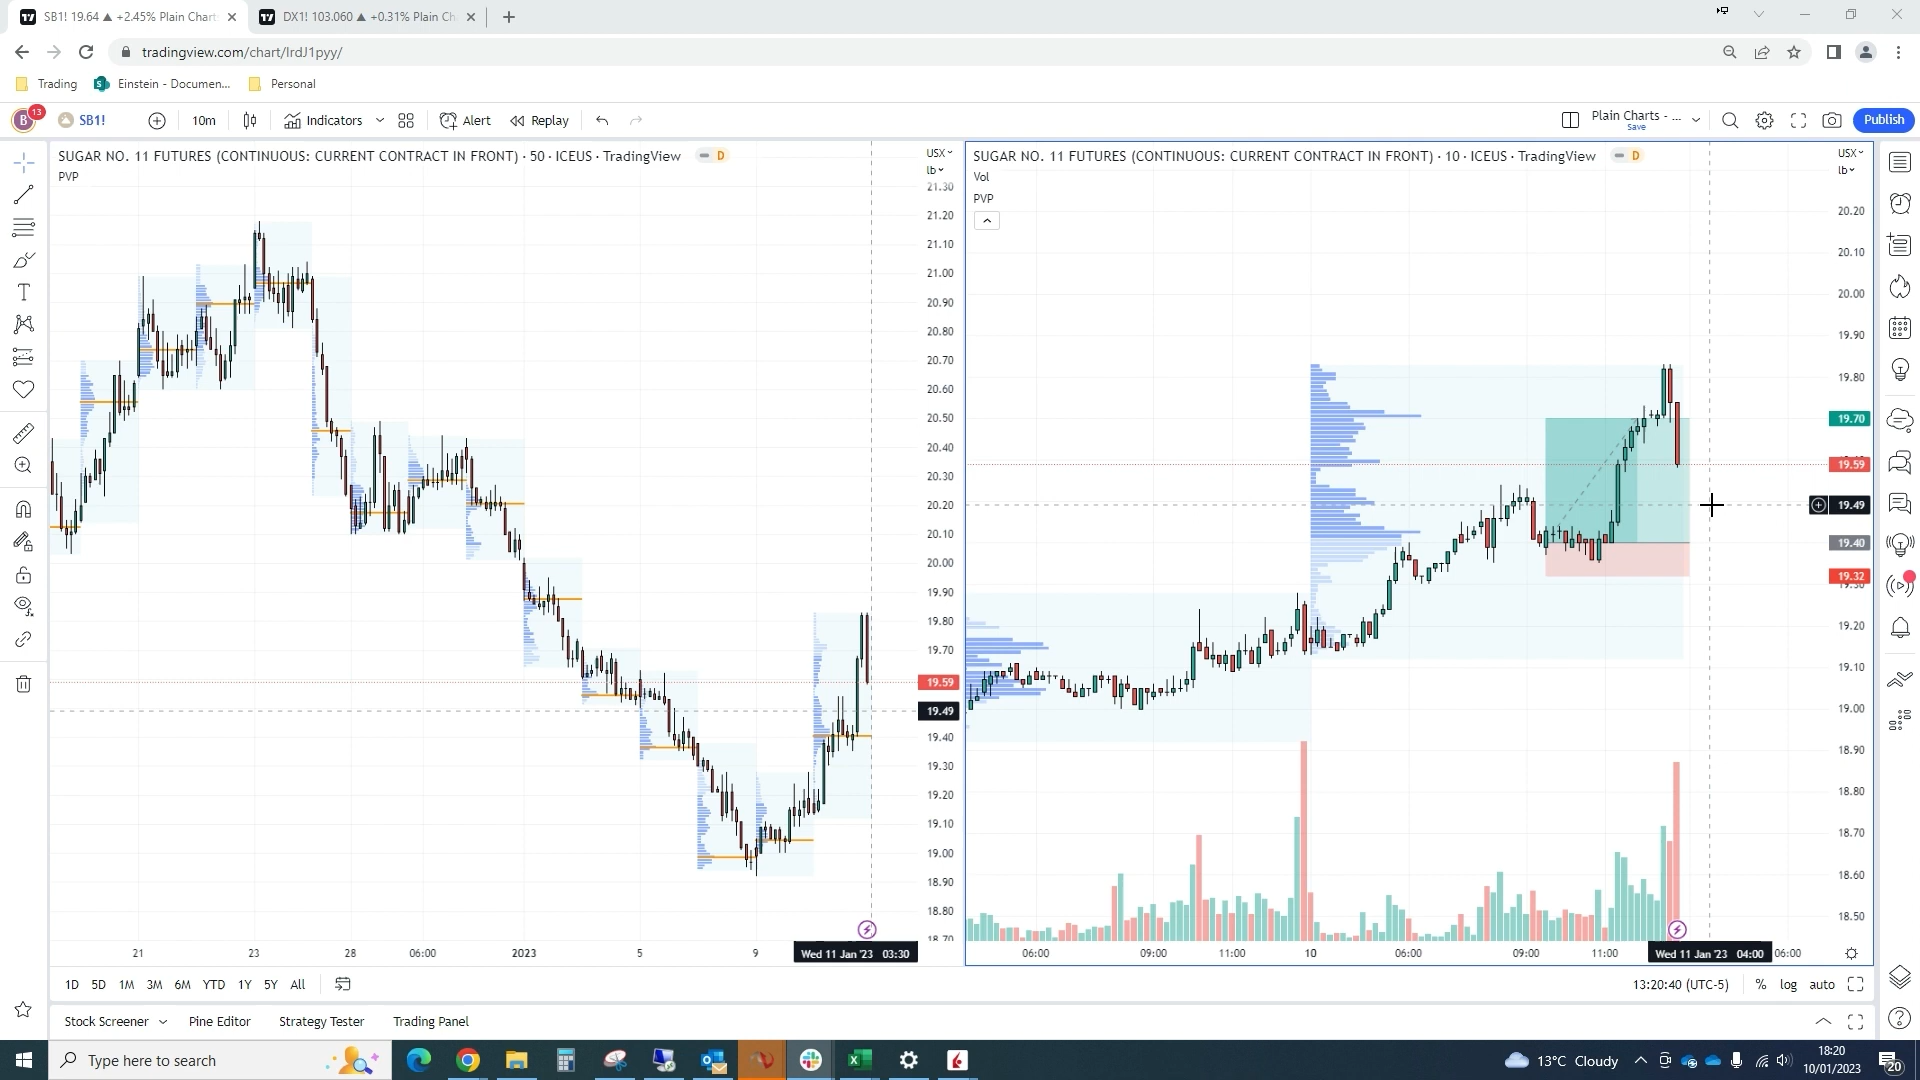 SB1! 19.64 ▲ +2.45% Plain Chart
DX1! 103.060 ▲ +0.31% Plain Ch
tradingview.com/chart/IrdJ1pyy/
Trading
Einstein - Documen...
Personal
B
13
SB1!
10m
Indicators
Alert
Replay
Plain Charts - ...
Save
Publish
SUGAR NO. 11 FUTURES (CONTINUOUS: CURRENT CONTRACT IN FRONT) · 50 · ICEUS · TradingView
D
PVP
USX
lb
21.30
21.20
21.10
21.00
20.90
20.80
20.70
20.60
20.50
20.40
20.30
20.20
20.10
20.00
19.90
19.80
19.70
19.59
19.49
19.40
19.30
19.20
19.10
19.00
18.90
18.80
18.70
21
23
28
06:00
2023
5
9
Wed 11 Jan '23 03:30
SUGAR NO. 11 FUTURES (CONTINUOUS: CURRENT CONTRACT IN FRONT) · 10 · ICEUS · TradingView
D
Vol
PVP
USX
lb
20.20
20.10
20.00
19.90
19.80
19.70
19.59
19.49
19.40
19.32
19.20
19.10
19.00
18.90
18.80
18.70
18.60
18.50
06:00
09:00
11:00
10
06:00
09:00
11:00
Wed 11 Jan '23 04:00
06:00
1D 5D 1M 3M 6M YTD 1Y 5Y All
13:20:40 (UTC-5)
% log auto
Stock Screener
Pine Editor
Strategy Tester
Trading Panel
Type here to search
13°C Cloudy
18:20
10/01/2023
20